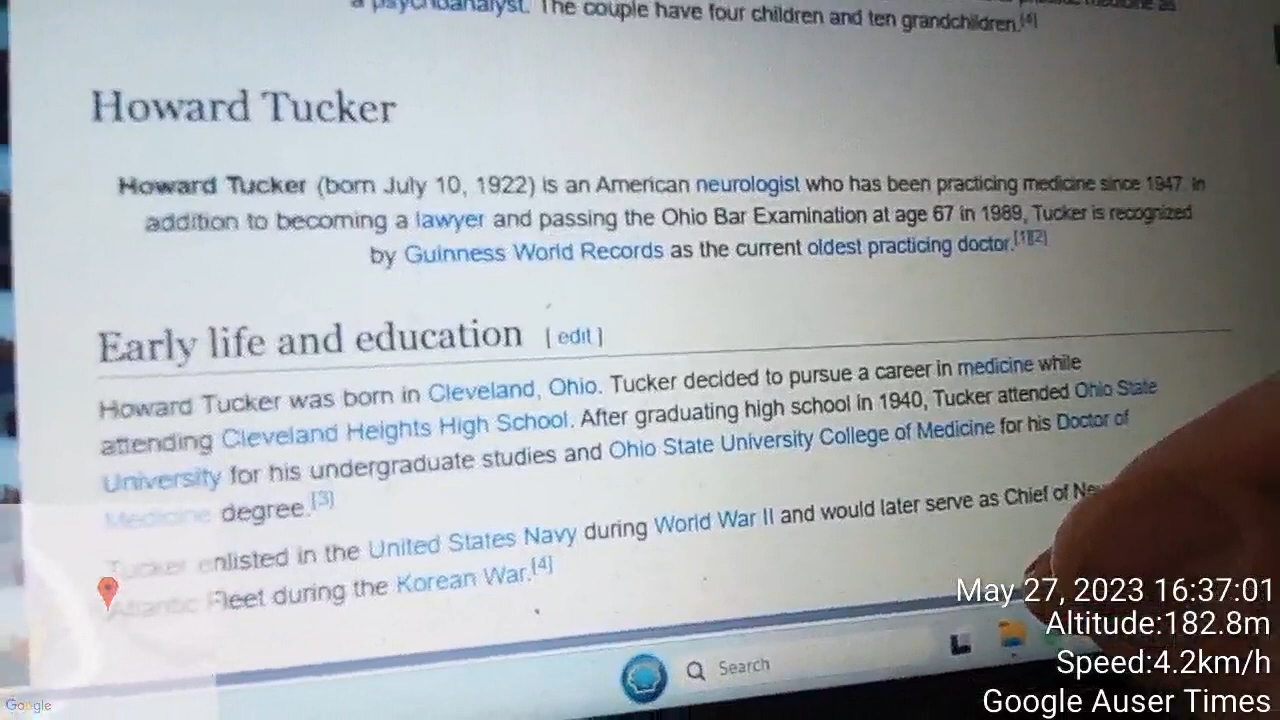 a psychoanalyst. The couple have four children and ten grandchildren.[4]
Howard Tucker
Howard Tucker (born July 10, 1922) is an American neurologist who has been practicing medicine since 1947. In
addition to becoming a lawyer and passing the Ohio Bar Examination at age 67 in 1989, Tucker is recognized
by Guinness World Records as the current oldest practicing doctor.[1][2]
Early life and education [ edit ]
Howard Tucker was born in Cleveland, Ohio. Tucker decided to pursue a career in medicine while
attending Cleveland Heights High School. After graduating high school in 1940, Tucker attended Ohio State
University for his undergraduate studies and Ohio State University College of Medicine for his Doctor of
Medicine degree.[3]
Tucker enlisted in the United States Navy during World War II and would later serve as Chief of
Atlantic Fleet during the Korean War.[4]
Search
May 27, 2023 16:37:01
Altitude:182.8m
Speed:4.2km/h
Google Auser Times
Google